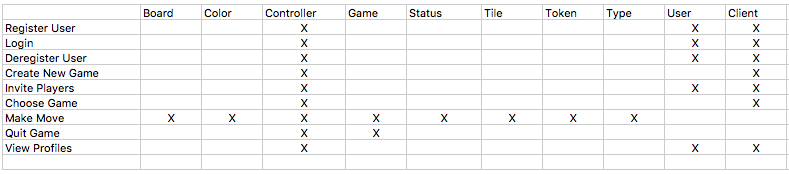 Board Color Controller Game Status Tile Token Type User Client
Register User X X X
Login X X X
Deregister User X X X
Create New Game X X
Invite Players X X X
Choose Game X X
Make Move X X X X X X X X
Quit Game X X
View Profiles X X X